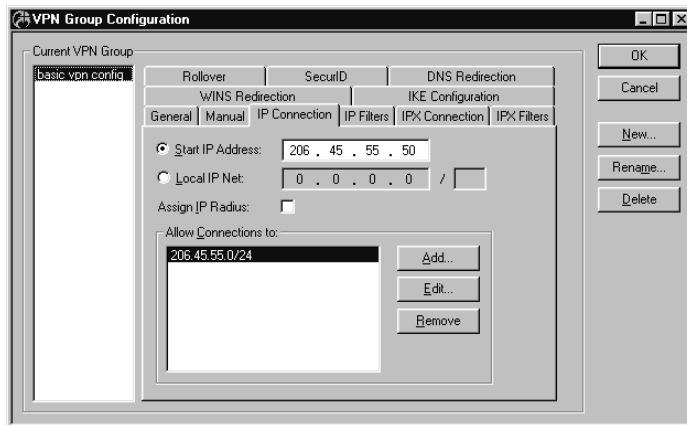 VPN Group Configuration
Current VPN Group
basic vpn config
Rollover SecurID DNS Redirection
WINS Redirection IKE Configuration
General Manual IP Connection IP Filters IPX Connection IPX Filters
Start IP Address: 206 . 45 . 55 . 50
Local IP Net: 0 . 0 . 0 . 0 /
Assign IP Radius:
Allow Connections to:
206.45.55.0/24
Add...
Edit...
Remove
OK
Cancel
New...
Rename...
Delete